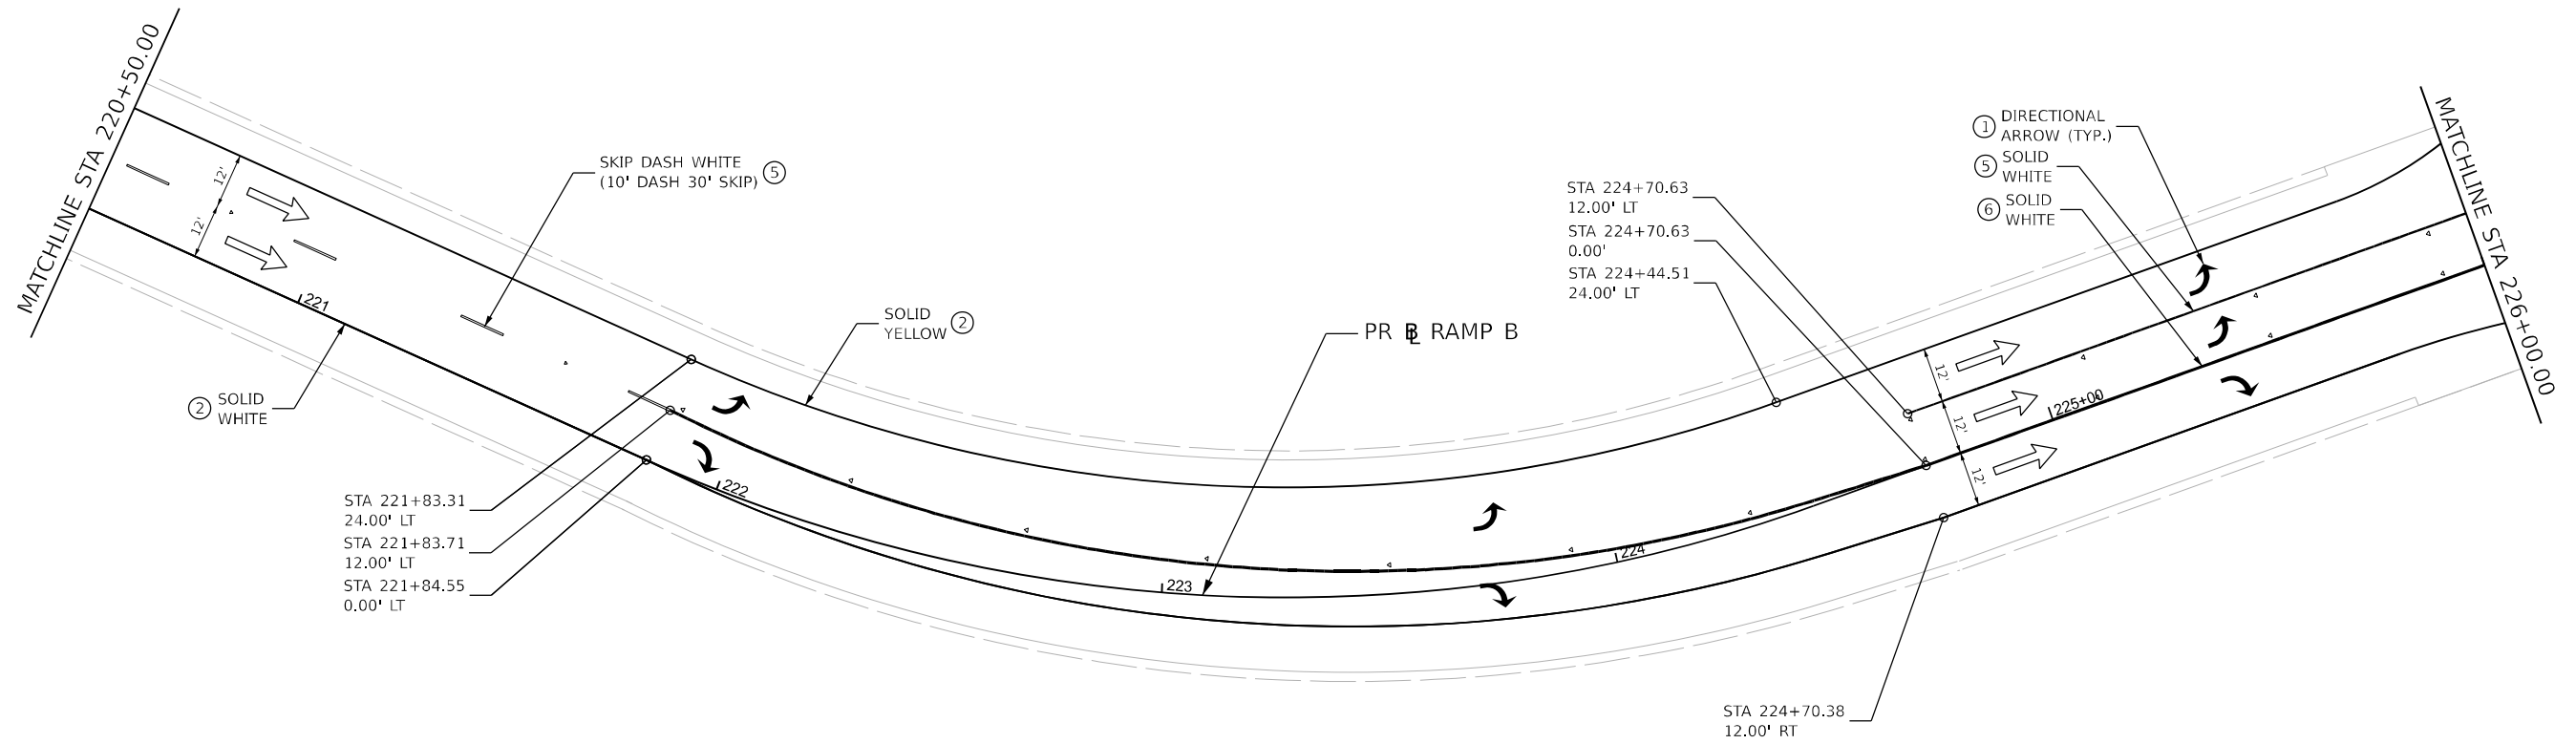 MATCHLINE STA 220+50.00
12'
12'
221
② SOLID
WHITE
SKIP DASH WHITE
(10' DASH 30' SKIP) ⑤
SOLID
YELLOW ②
STA 221+83.31
24.00' LT
STA 221+83.71
12.00' LT
STA 221+84.55
0.00' LT
222
223
PR BL RAMP B
224
STA 224+70.63
12.00' LT
STA 224+70.63
0.00'
STA 224+44.51
24.00' LT
① DIRECTIONAL
ARROW (TYP.)
⑤ SOLID
WHITE
⑥ SOLID
WHITE
12'
12'
12'
225+00
STA 224+70.38
12.00' RT
MATCHLINE STA 226+00.00